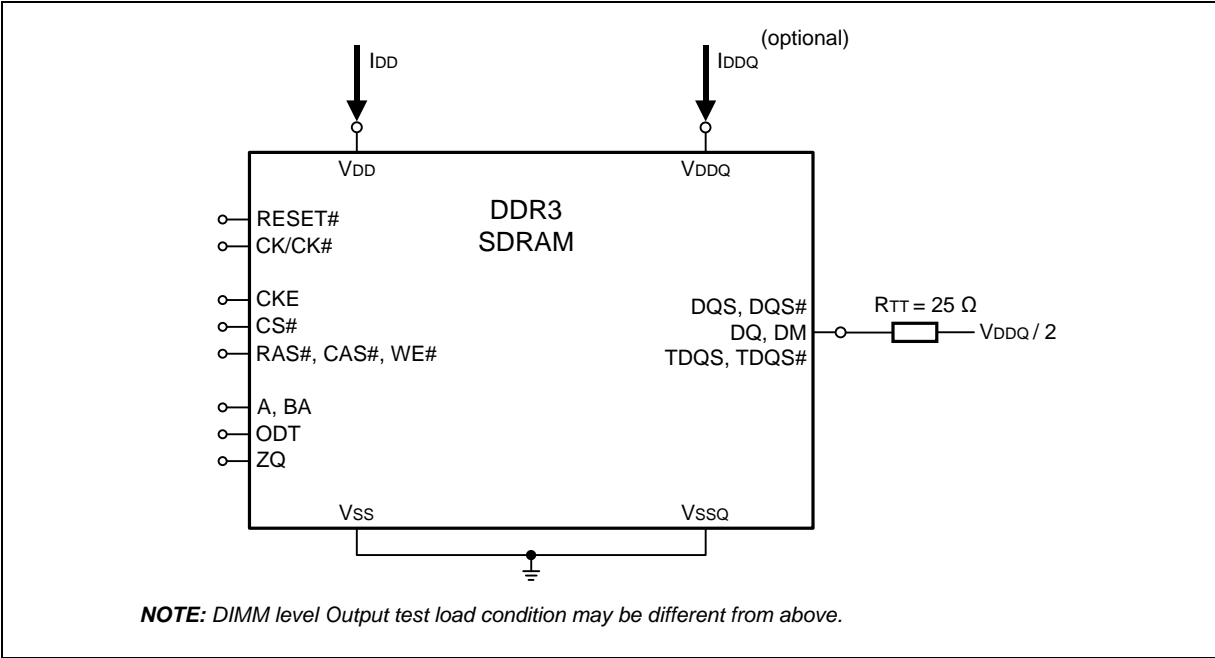 (optional)
IDD
IDDQ
VDD
VDDQ
DDR3
SDRAM
RESET#
CK/CK#
CKE
CS#
RAS#, CAS#, WE#
A, BA
ODT
ZQ
DQS, DQS#
DQ, DM
TDQS, TDQS#
RTT = 25 Ω
VDDQ / 2
VSS
VSSQ
NOTE: DIMM level Output test load condition may be different from above.